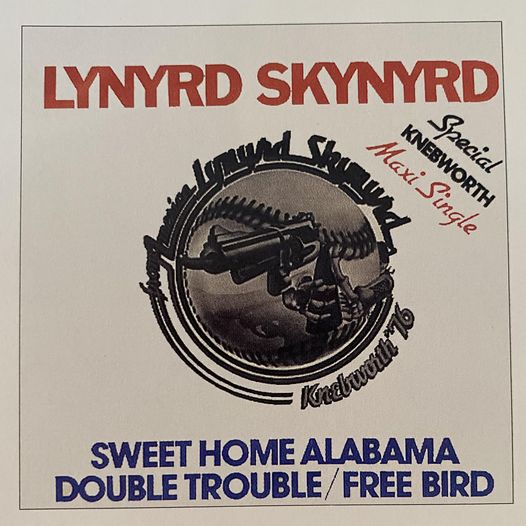 LYNYRD SKYNYRD
Special
KNEBWORTH
Maxi Single
Lynyrd Skynyrd
Knebworth '76
SWEET HOME ALABAMA
DOUBLE TROUBLE/FREE BIRD